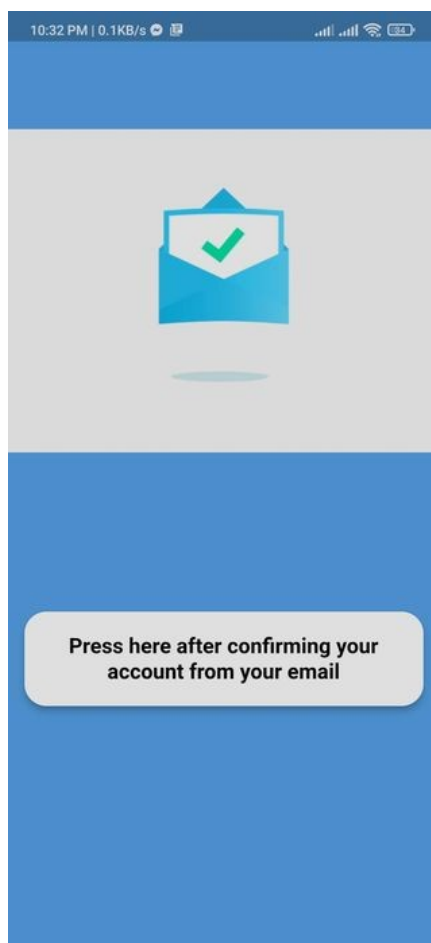 10:32 PM | 0.1KB/s
Press here after confirming your
account from your email